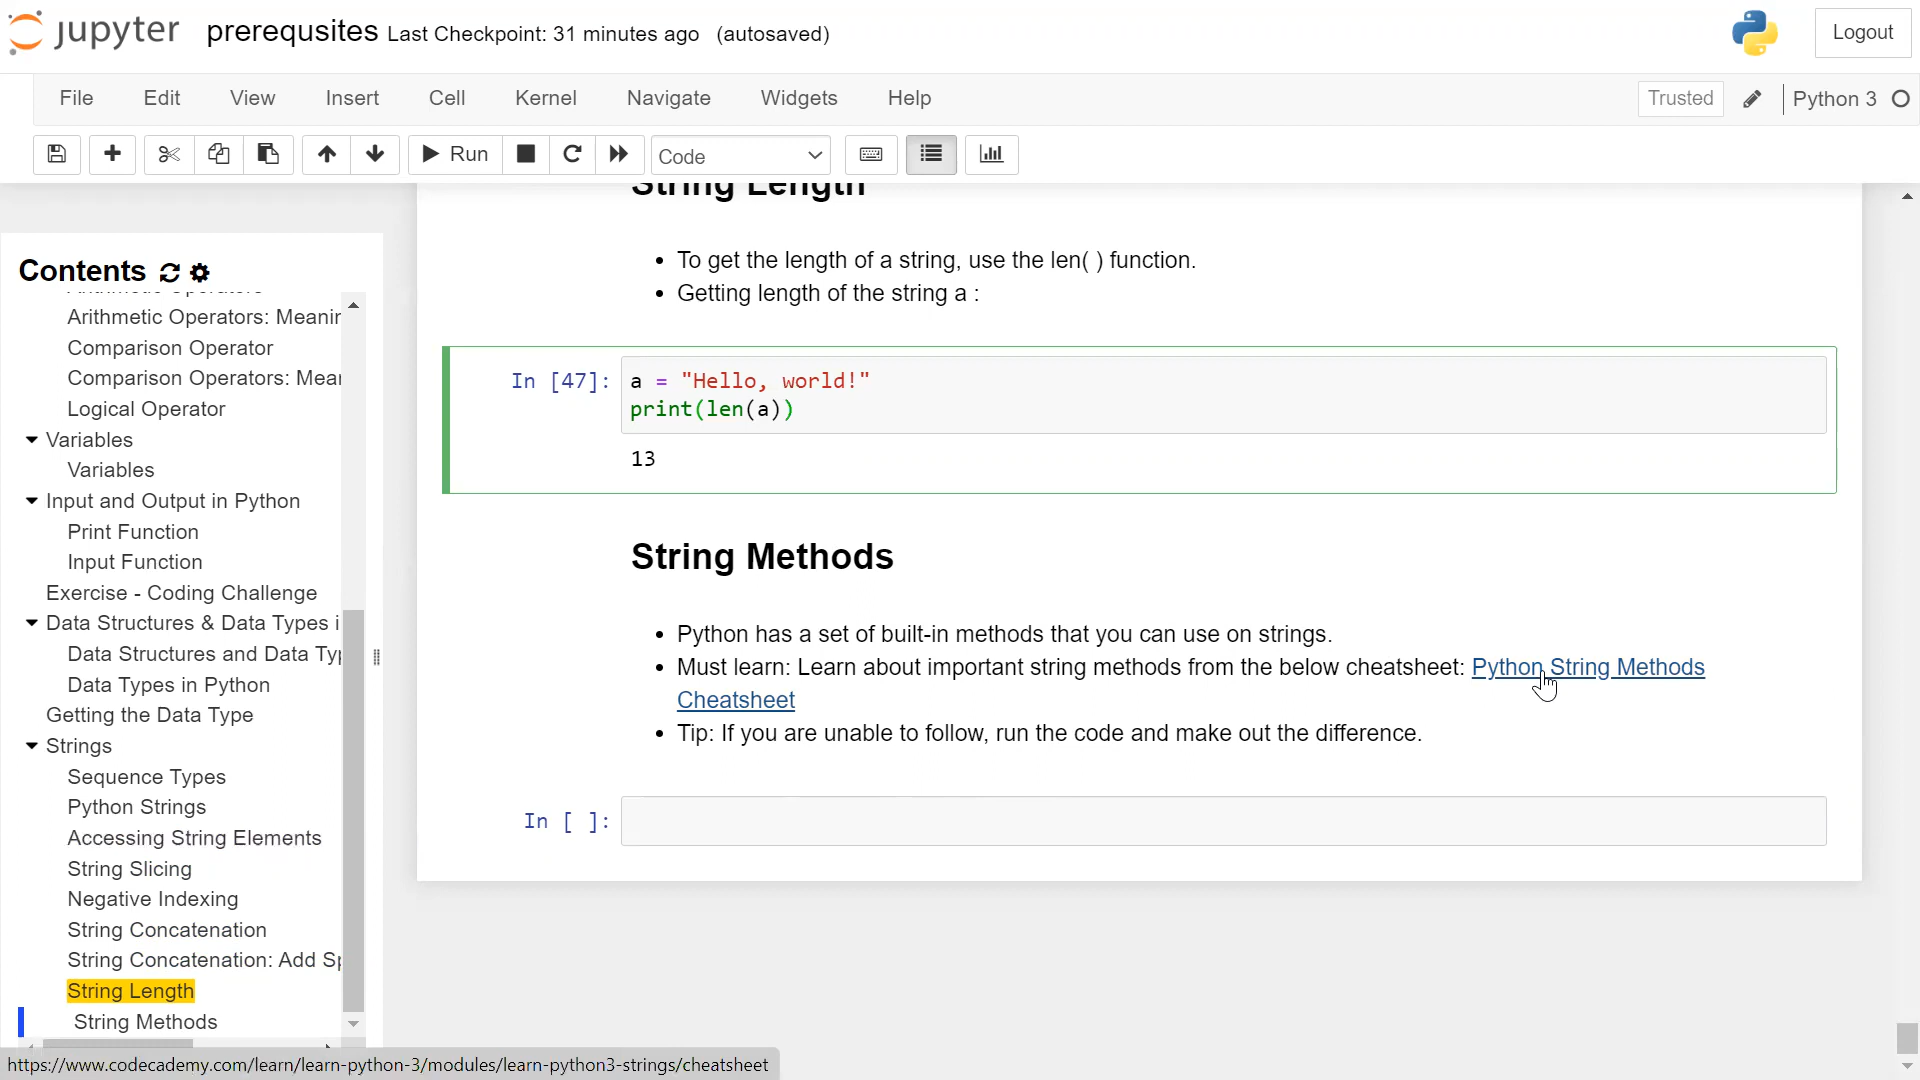 jupyter prerequsites Last Checkpoint: 31 minutes ago (autosaved) Logout
File Edit View Insert Cell Kernel Navigate Widgets Help Trusted Python 3
Run Code
Contents
Arithmetic Operators
Arithmetic Operators: Meanin
Comparison Operator
Comparison Operators: Mear
Logical Operator
Variables
Variables
Input and Output in Python
Print Function
Input Function
Exercise - Coding Challenge
Data Structures & Data Types i
Data Structures and Data Typ
Data Types in Python
Getting the Data Type
Strings
Sequence Types
Python Strings
Accessing String Elements
String Slicing
Negative Indexing
String Concatenation
String Concatenation: Add Sp
String Length
String Methods
String Length
• To get the length of a string, use the len( ) function.
• Getting length of the string a :
In [47]: a = "Hello, world!"
print(len(a))
13
String Methods
• Python has a set of built-in methods that you can use on strings.
• Must learn: Learn about important string methods from the below cheatsheet: Python String Methods
Cheatsheet
• Tip: If you are unable to follow, run the code and make out the difference.
In [ ]:
https://www.codecademy.com/learn/learn-python-3/modules/learn-python3-strings/cheatsheet